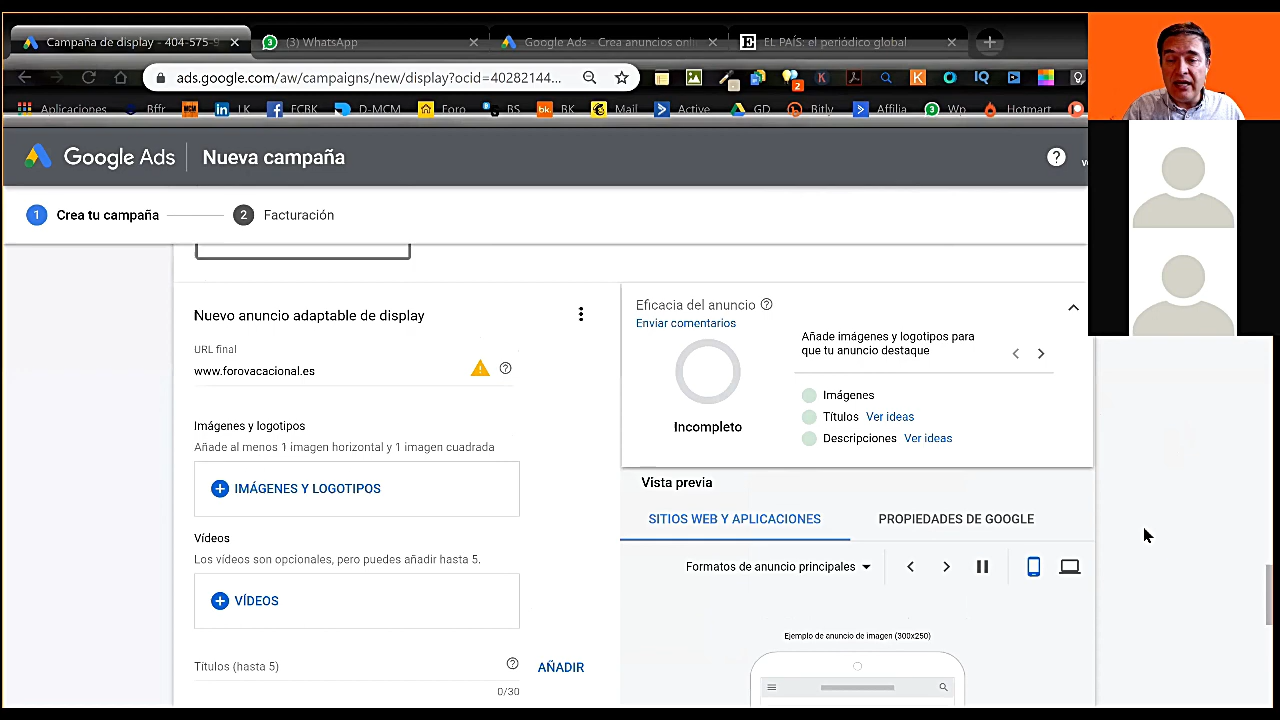 Campaña de display - 404-575-9
(3) WhatsApp
Google Ads - Crea anuncios onli
EL PAÍS: el periódico global
ads.google.com/aw/campaigns/new/display?ocid=40282144...
Aplicaciones
Bffr
LK
FCBK
D-MCM
Foro
BS
BK
Mail
Active
GD
Bitly
Affilia
Wp
Hotmart
Google Ads
Nueva campaña
1 Crea tu campaña
2 Facturación
Nuevo anuncio adaptable de display
URL final
www.forovacacional.es
Imágenes y logotipos
Añade al menos 1 imagen horizontal y 1 imagen cuadrada
IMÁGENES Y LOGOTIPOS
Vídeos
Los vídeos son opcionales, pero puedes añadir hasta 5.
VÍDEOS
Títulos (hasta 5)
AÑADIR
0/30
Eficacia del anuncio
Enviar comentarios
Incompleto
Añade imágenes y logotipos para
que tu anuncio destaque
Imágenes
Títulos Ver ideas
Descripciones Ver ideas
Vista previa
SITIOS WEB Y APLICACIONES
PROPIEDADES DE GOOGLE
Formatos de anuncio principales
Ejemplo de anuncio de imagen (300x250)